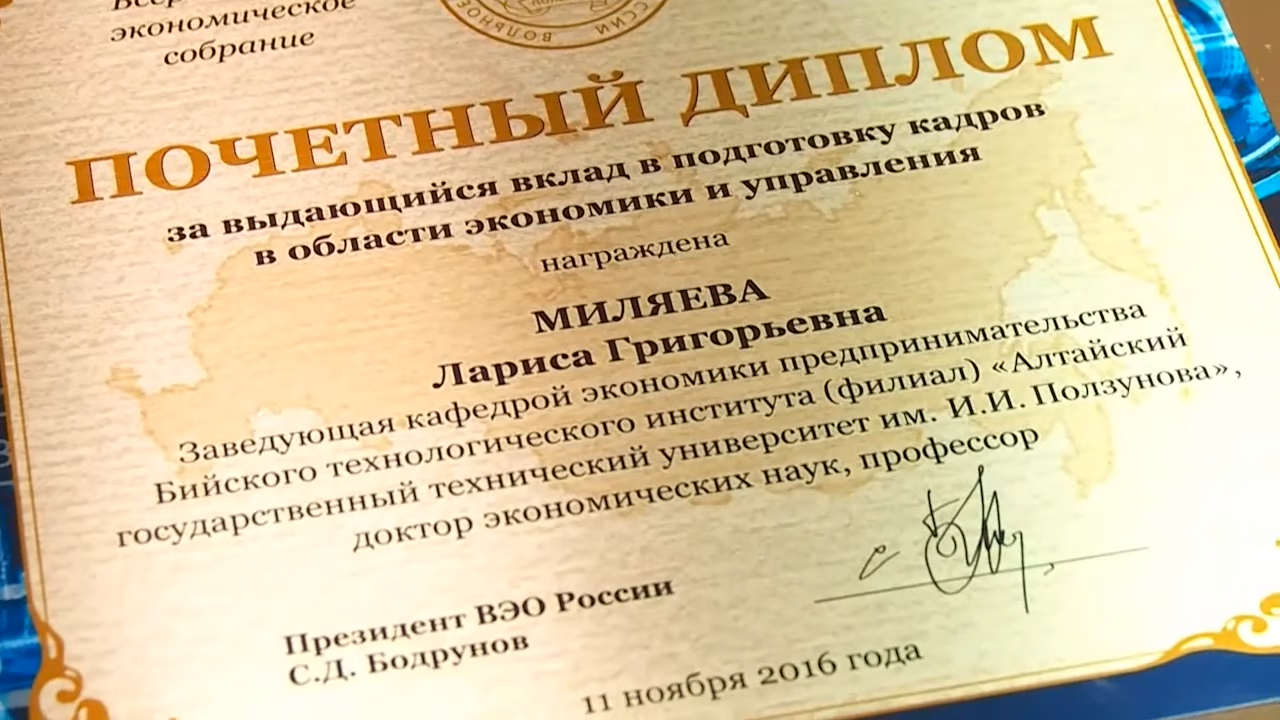 экономическое
собрание
ВОЛЬНОЕ
ПОЧЕТНЫЙ ДИПЛОМ
за выдающийся вклад в подготовку кадров
в области экономики и управления
награждена
МИЛЯЕВА
Лариса Григорьевна
Заведующая кафедрой экономики предпринимательства
Бийского технологического института (филиал) «Алтайский
государственный технический университет им. И.И. Ползунова»,
доктор экономических наук, профессор
Президент ВЭО России
С.Д. Бодрунов
11 ноября 2016 года